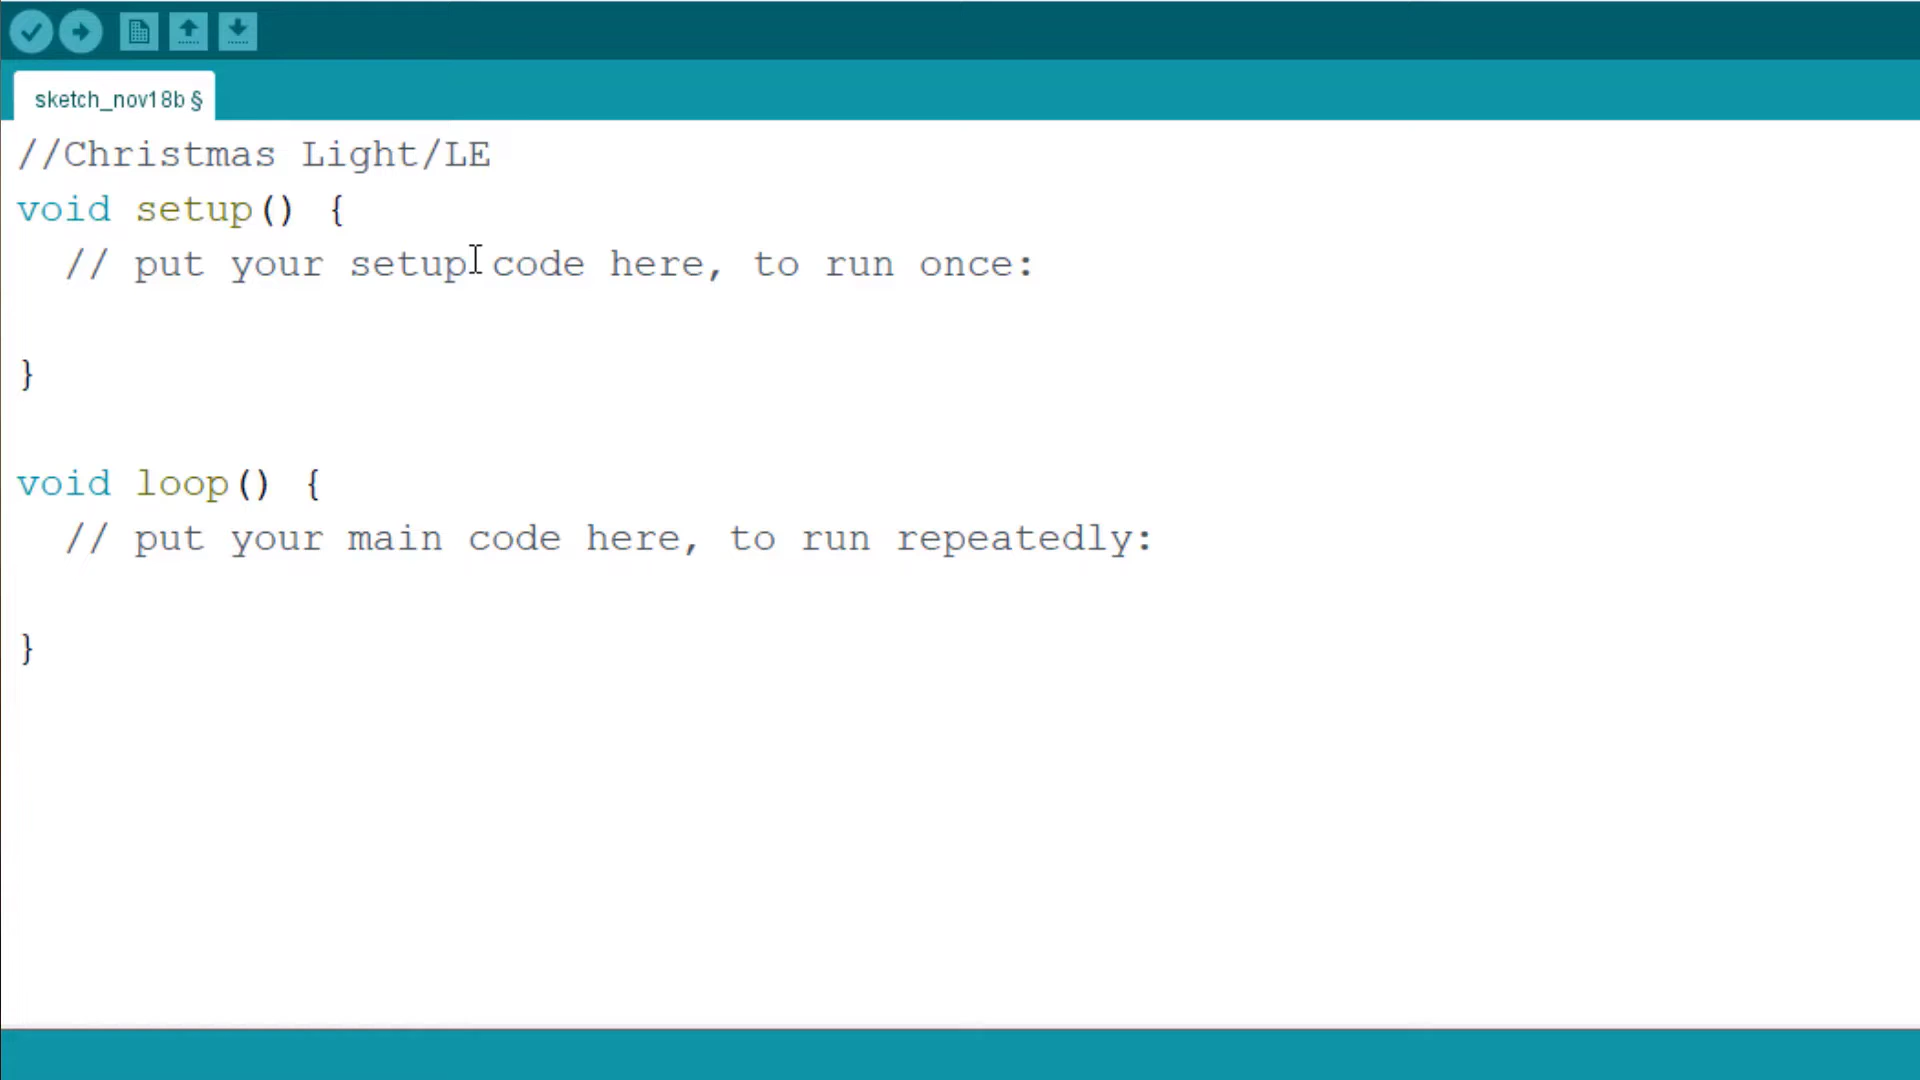 sketch_nov18b §
//Christmas Light/LE
void setup() {
  // put your setup code here, to run once:

}

void loop() {
  // put your main code here, to run repeatedly:

}